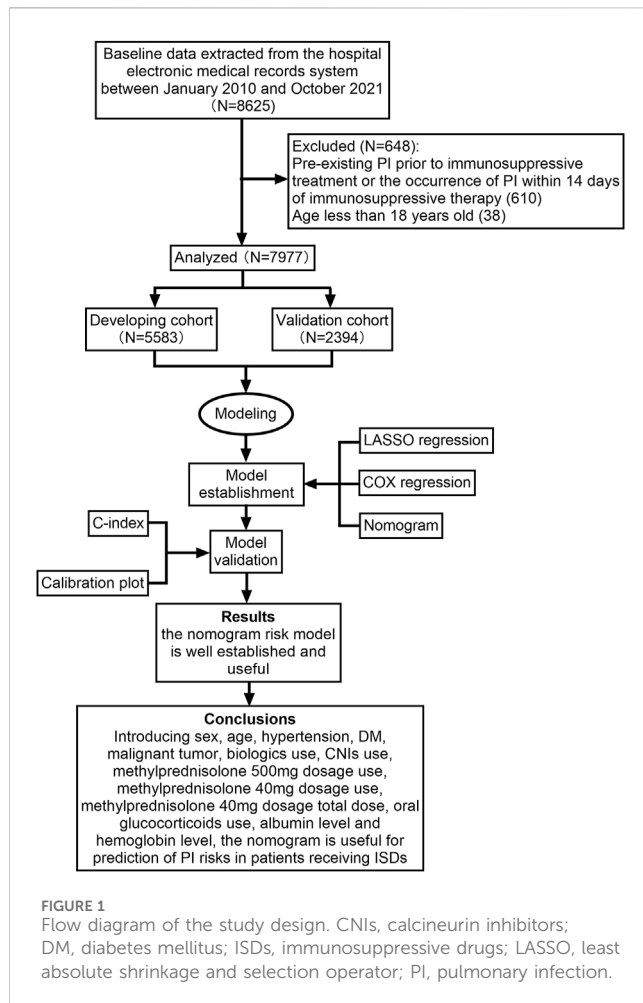 Baseline data extracted from the hospital
electronic medical records system
between January 2010 and October 2021
（N=8625）
Excluded (N=648):
Pre-existing PI prior to immunosuppressive
treatment or the occurrence of PI within 14 days
of immunosuppressive therapy (610)
Age less than 18 years old (38)
Analyzed（N=7977）
Developing cohort
（N=5583）
Validation cohort
（N=2394）
Modeling
LASSO regression
Model
establishment
COX regression
Nomogram
C-index
Model
validation
Calibration plot
Results
the nomogram risk model
is well established and
useful
Conclusions
Introducing sex, age, hypertension, DM,
malignant tumor, biologics use, CNIs use,
methylprednisolone 500mg dosage use,
methylprednisolone 40mg dosage use,
methylprednisolone 40mg dosage total dose, oral
glucocorticoids use, albumin level and
hemoglobin level, the nomogram is useful for
prediction of PI risks in patients receiving ISDs
FIGURE 1
Flow diagram of the study design. CNIs, calcineurin inhibitors;
DM, diabetes mellitus; ISDs, immunosuppressive drugs; LASSO, least
absolute shrinkage and selection operator; PI, pulmonary infection.